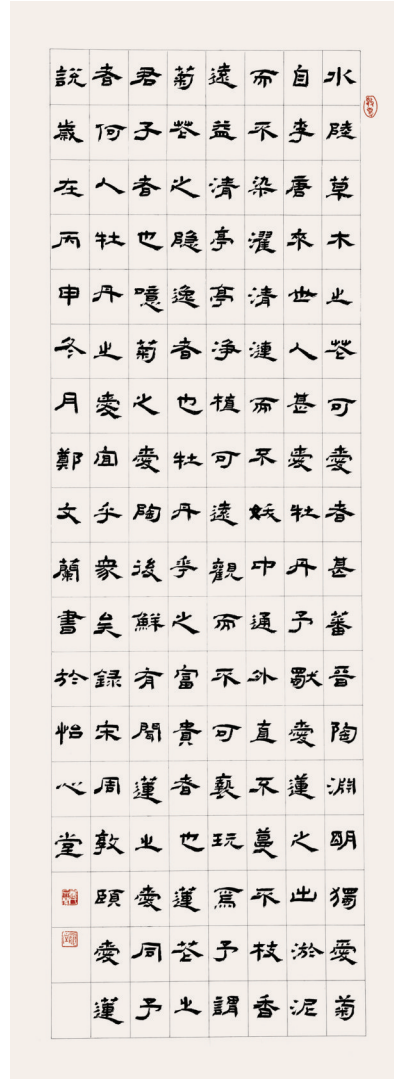 水陸草木之花可愛者甚蕃晉陶淵明獨愛菊
自李唐來世人甚愛牡丹予獨愛蓮之出淤泥
而不染濯清漣而不妖中通外直不蔓不枝香
遠益清亭亭淨植可遠觀而不可褻玩焉予謂
菊花之隱逸者也牡丹乎之富貴者也蓮花之
君子者也噫菊之愛陶後鮮有聞蓮之愛同予
者何人牡丹之愛宜乎衆矣録宋周敦頤愛蓮
說歲在丙申冬月鄭文蘭書於怡心堂